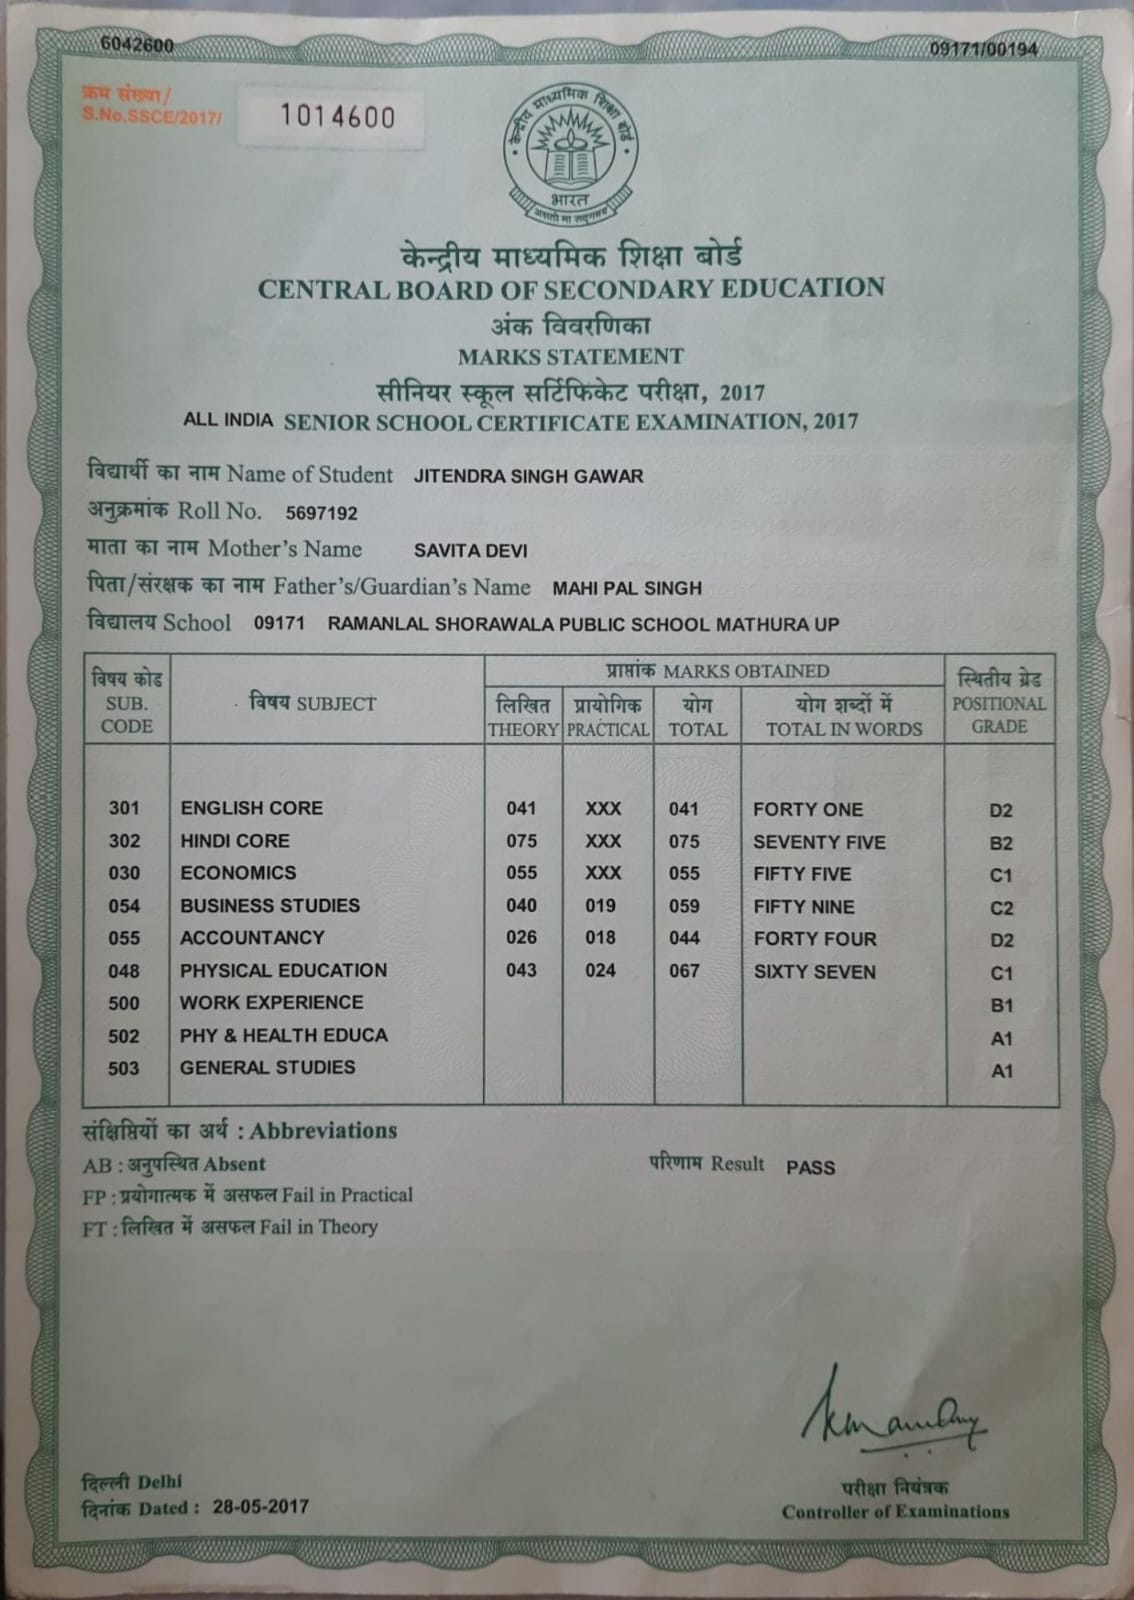 6042600
09171/00194
क्रम संख्या/
S.No.SSCE/2017/
1014600
केन्द्रीय माध्यमिक शिक्षा बोर्ड
भारत
असतो मा सद्गमय
केन्द्रीय माध्यमिक शिक्षा बोर्ड
CENTRAL BOARD OF SECONDARY EDUCATION
अंक विवरणिका
MARKS STATEMENT
सीनियर स्कूल सर्टिफिकेट परीक्षा, 2017
ALL INDIA SENIOR SCHOOL CERTIFICATE EXAMINATION, 2017
विद्यार्थी का नाम Name of Student JITENDRA SINGH GAWAR
अनुक्रमांक Roll No. 5697192
माता का नाम Mother's Name SAVITA DEVI
पिता/संरक्षक का नाम Father's/Guardian's Name MAHI PAL SINGH
विद्यालय School 09171 RAMANLAL SHORAWALA PUBLIC SCHOOL MATHURA UP
विषय कोड SUB. CODE
विषय SUBJECT
प्राप्तांक MARKS OBTAINED
लिखित THEORY
प्रायोगिक PRACTICAL
योग TOTAL
योग शब्दों में TOTAL IN WORDS
स्थितीय ग्रेड POSITIONAL GRADE
301 ENGLISH CORE 041 XXX 041 FORTY ONE D2
302 HINDI CORE 075 XXX 075 SEVENTY FIVE B2
030 ECONOMICS 055 XXX 055 FIFTY FIVE C1
054 BUSINESS STUDIES 040 019 059 FIFTY NINE C2
055 ACCOUNTANCY 026 018 044 FORTY FOUR D2
048 PHYSICAL EDUCATION 043 024 067 SIXTY SEVEN C1
500 WORK EXPERIENCE B1
502 PHY & HEALTH EDUCA A1
503 GENERAL STUDIES A1
संक्षिप्तियों का अर्थ : Abbreviations
AB : अनुपस्थित Absent
परिणाम Result PASS
FP : प्रयोगात्मक में असफल Fail in Practical
FT : लिखित में असफल Fail in Theory
दिल्ली Delhi
दिनांक Dated : 28-05-2017
परीक्षा नियंत्रक
Controller of Examinations